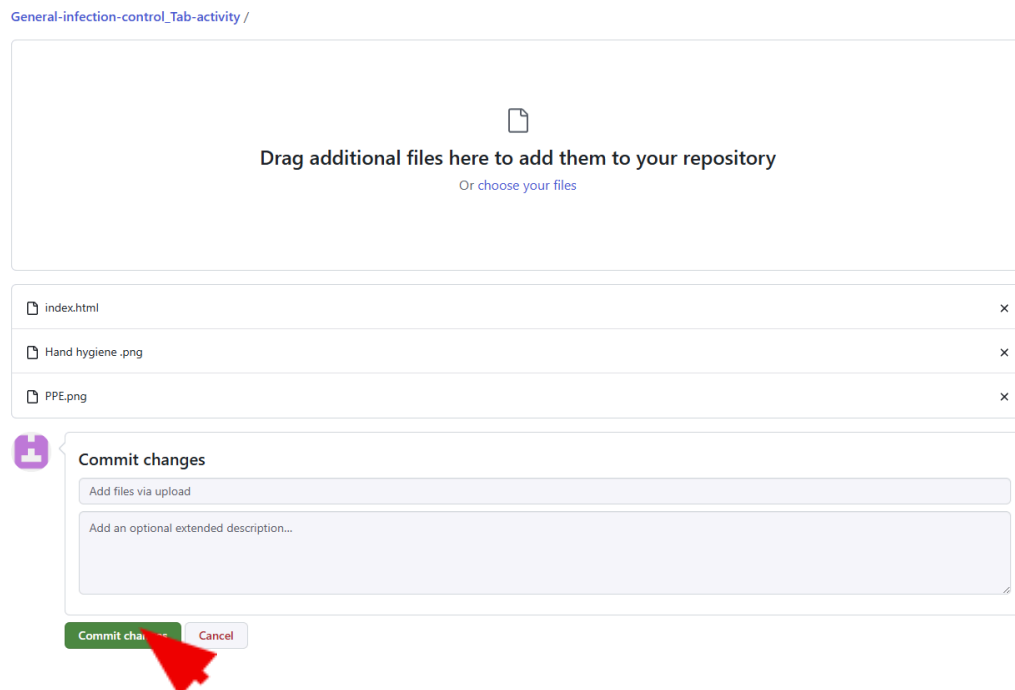 General-infection-control_Tab-activity /
Drag additional files here to add them to your repository
Or choose your files
index.html
Hand hygiene .png
PPE.png
Commit changes
Add files via upload
Add an optional extended description...
Commit
Cancel